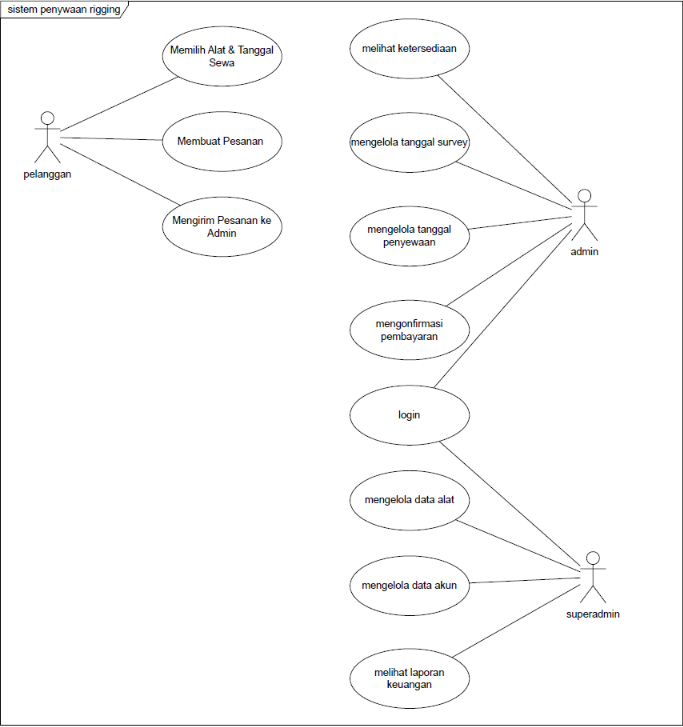 sistem penywaan rigging
Memilih Alat & Tanggal
Sewa
Membuat Pesanan
Mengirim Pesanan ke
Admin
pelanggan
melihat ketersediaan
mengelola tanggal survey
mengelola tanggal
penyewaan
mengonfirmasi
pembayaran
login
admin
mengelola data alat
mengelola data akun
melihat laporan
keuangan
superadmin